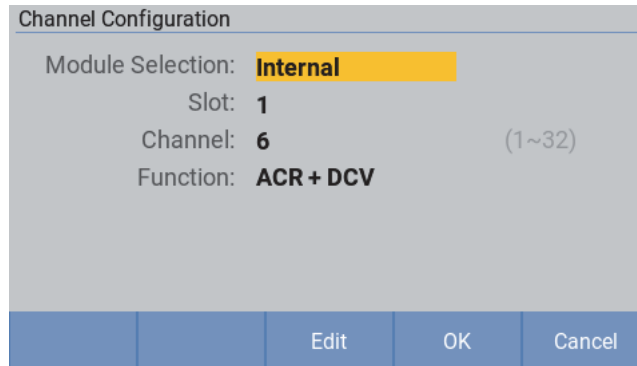 Channel Configuration
Module Selection: Internal
Slot: 1
Channel: 6 (1~32)
Function: ACR + DCV
Edit OK Cancel